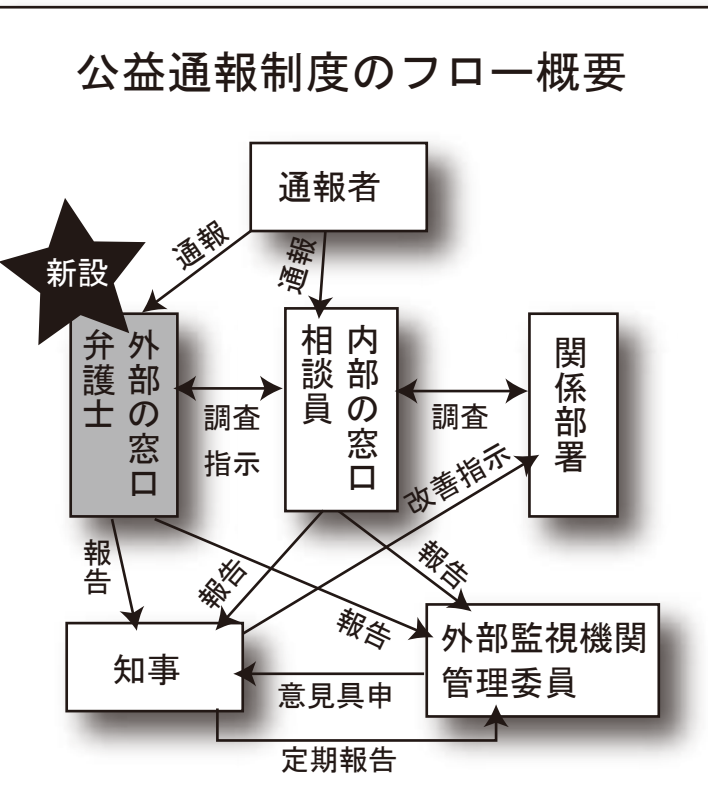 公益通報制度のフロー概要
通報者
通報
通報
新設
外部の窓口
弁護士
調査
指示
内部の窓口
相談員
調査
関係部署
改善指示
報告
報告
報告
報告
知事
意見具申
外部監視機関
管理委員
定期報告